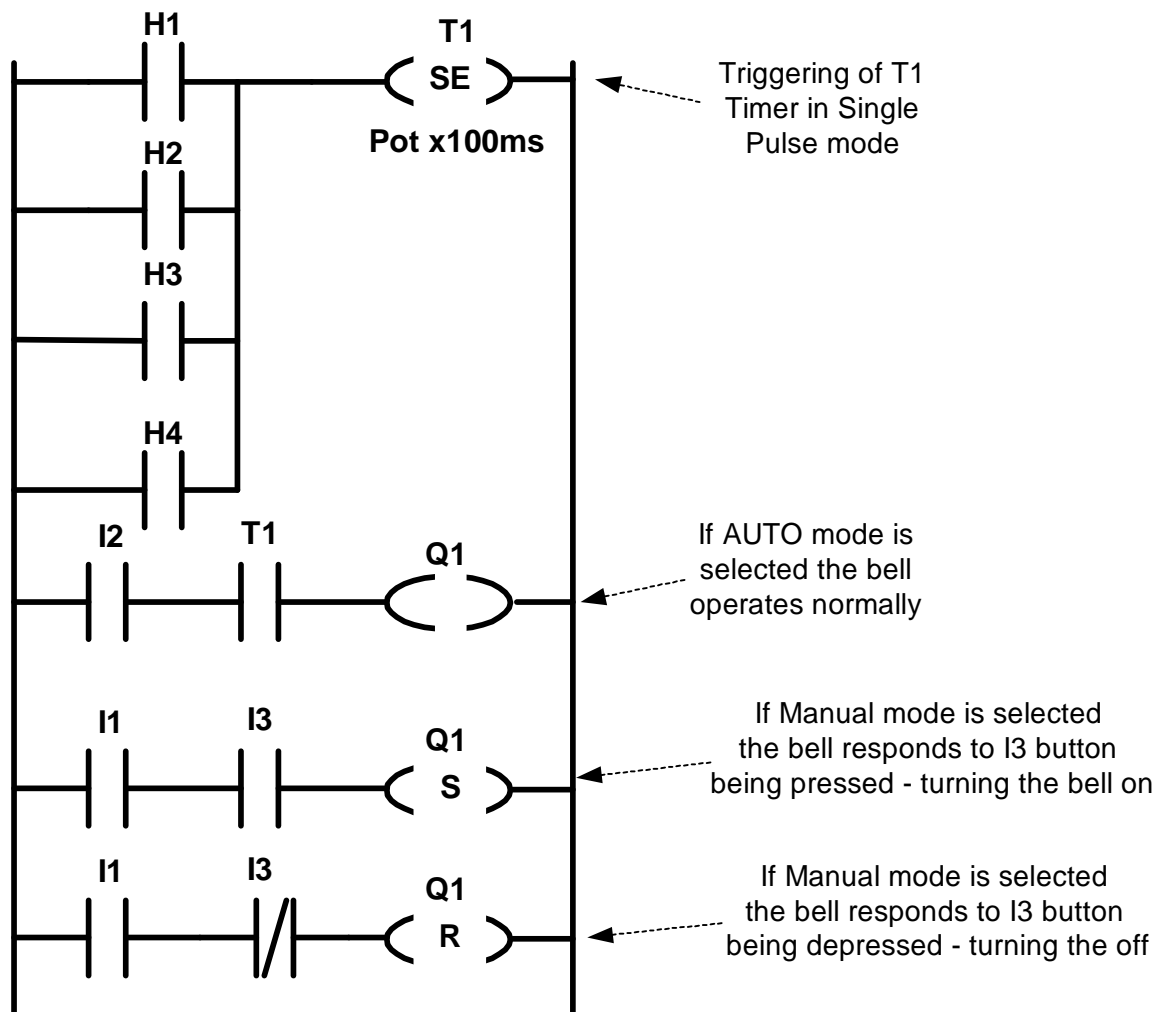 H1
T1
SE
Pot x100ms
Triggering of T1
Timer in Single
Pulse mode
H2
H3
H4
I2
T1
Q1
If AUTO mode is
selected the bell
operates normally
I1
I3
Q1
S
If Manual mode is selected
the bell responds to I3 button
being pressed - turning the bell on
I1
I3
Q1
R
If Manual mode is selected
the bell responds to I3 button
being depressed - turning the off